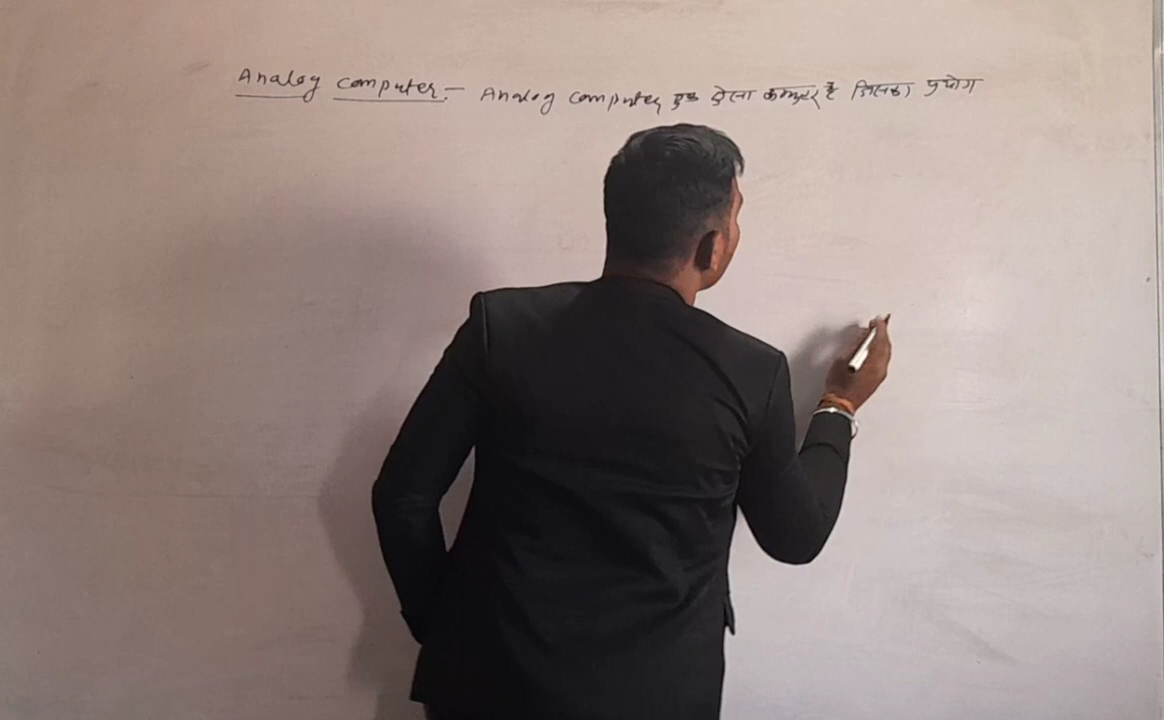 Analog computer :- Analog computer एक ऐसा कम्प्युटर है जिसका प्रयोग